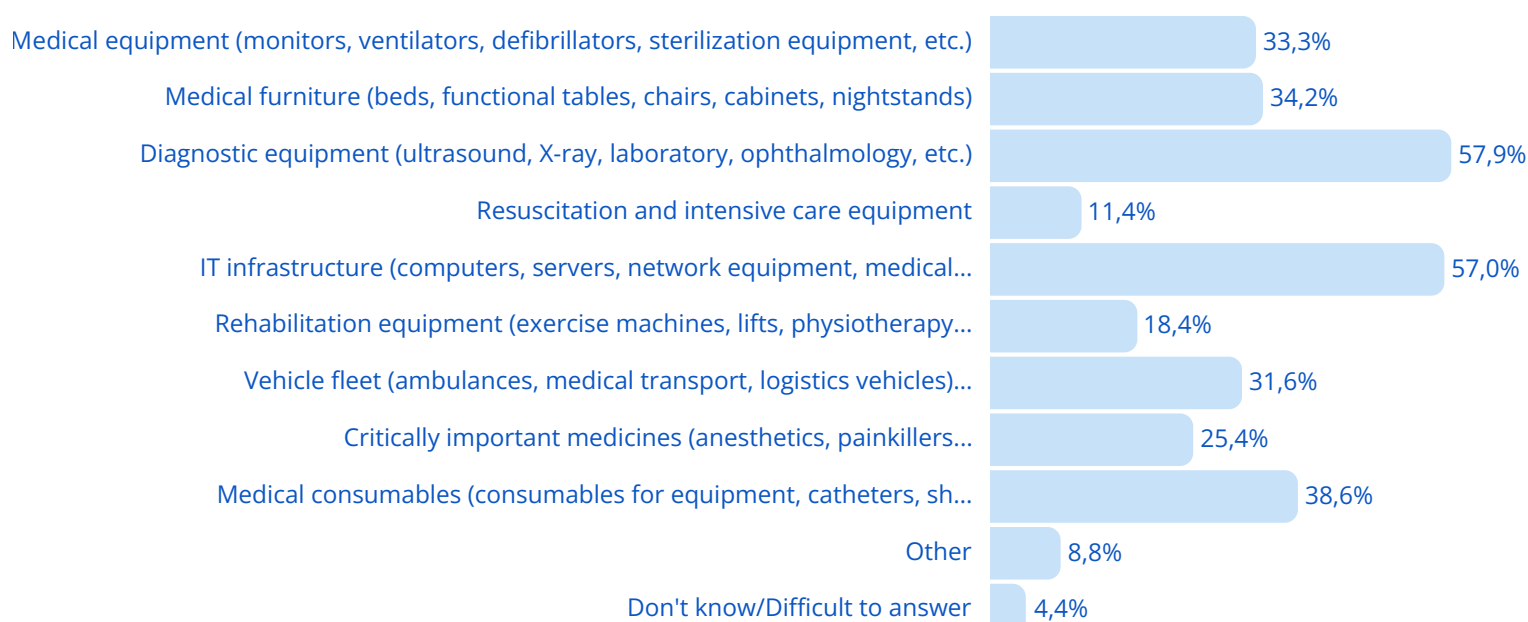 Medical equipment (monitors, ventilators, defibrillators, sterilization equipment, etc.) 33,3%
Medical furniture (beds, functional tables, chairs, cabinets, nightstands) 34,2%
Diagnostic equipment (ultrasound, X-ray, laboratory, ophthalmology, etc.) 57,9%
Resuscitation and intensive care equipment 11,4%
IT infrastructure (computers, servers, network equipment, medical... 57,0%
Rehabilitation equipment (exercise machines, lifts, physiotherapy... 18,4%
Vehicle fleet (ambulances, medical transport, logistics vehicles)... 31,6%
Critically important medicines (anesthetics, painkillers... 25,4%
Medical consumables (consumables for equipment, catheters, sh... 38,6%
Other 8,8%
Don't know/Difficult to answer 4,4%